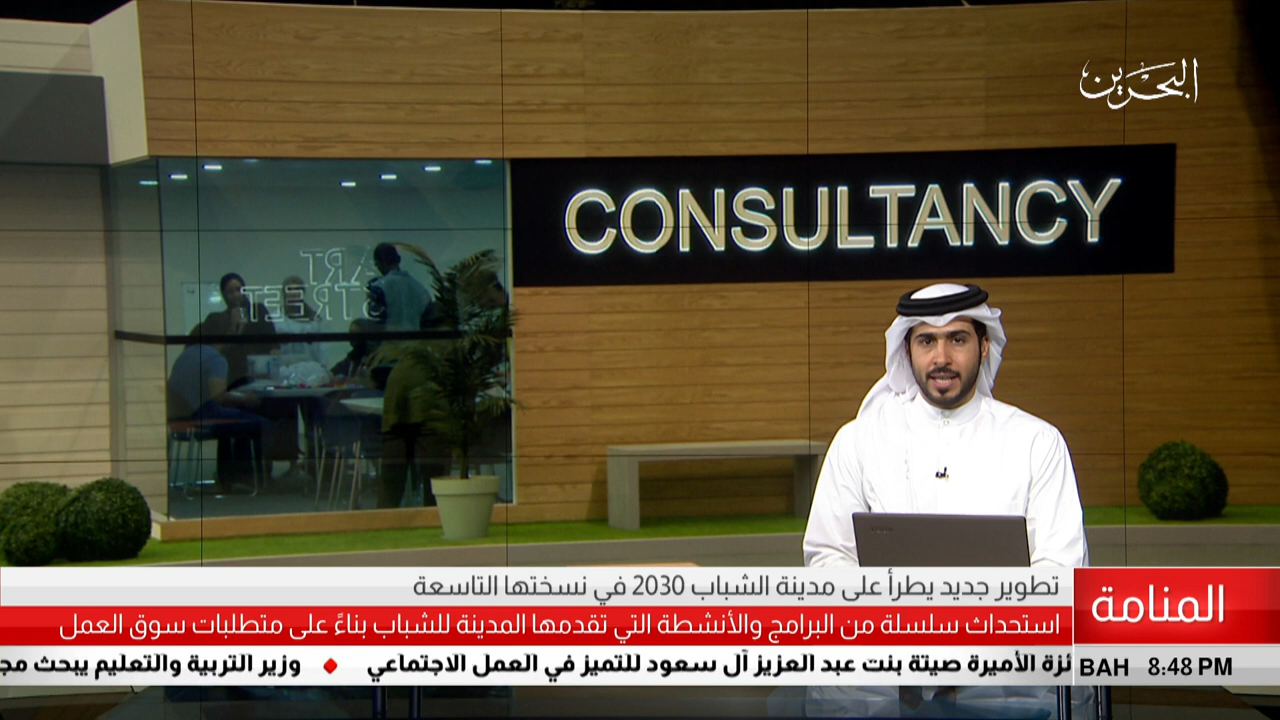 البحرين
CONSULTANCY
ART
STREET
تطوير جديد يطرأ على مدينة الشباب 2030 في نسختها التاسعة
المنامة
استحداث سلسلة من البرامج والأنشطة التي تقدمها المدينة للشباب بناءً على متطلبات سوق العمل
BAH 8:48 PM
الأميرة صيتة بنت عبد العزيز آل سعود للتميز في العمل الاجتماعي ♦ وزير التربية والتعليم يبحث